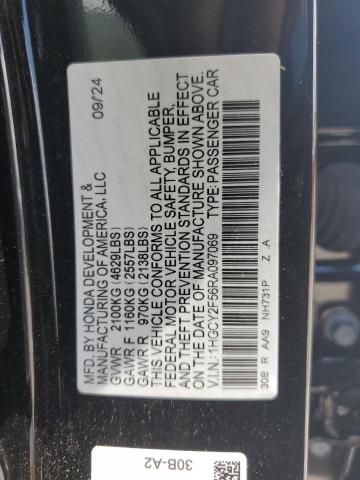 MFD. BY HONDA DEVELOPMENT &
MANUFACTURING OF AMERICA, LLC 09/24
GVWR 2100KG (4629LBS)
GAWR F 1160KG (2557LBS)
GAWR R 970KG (2138LBS)
THIS VEHICLE CONFORMS TO ALL APPLICABLE
FEDERAL MOTOR VEHICLE SAFETY, BUMPER,
AND THEFT PREVENTION STANDARDS IN EFFECT
ON THE DATE OF MANUFACTURE SHOWN ABOVE.
V.I.N.: 1HGCY2F56RA097069 TYPE: PASSENGER CAR
30B R AA9 NH731P Z A
30B-A2